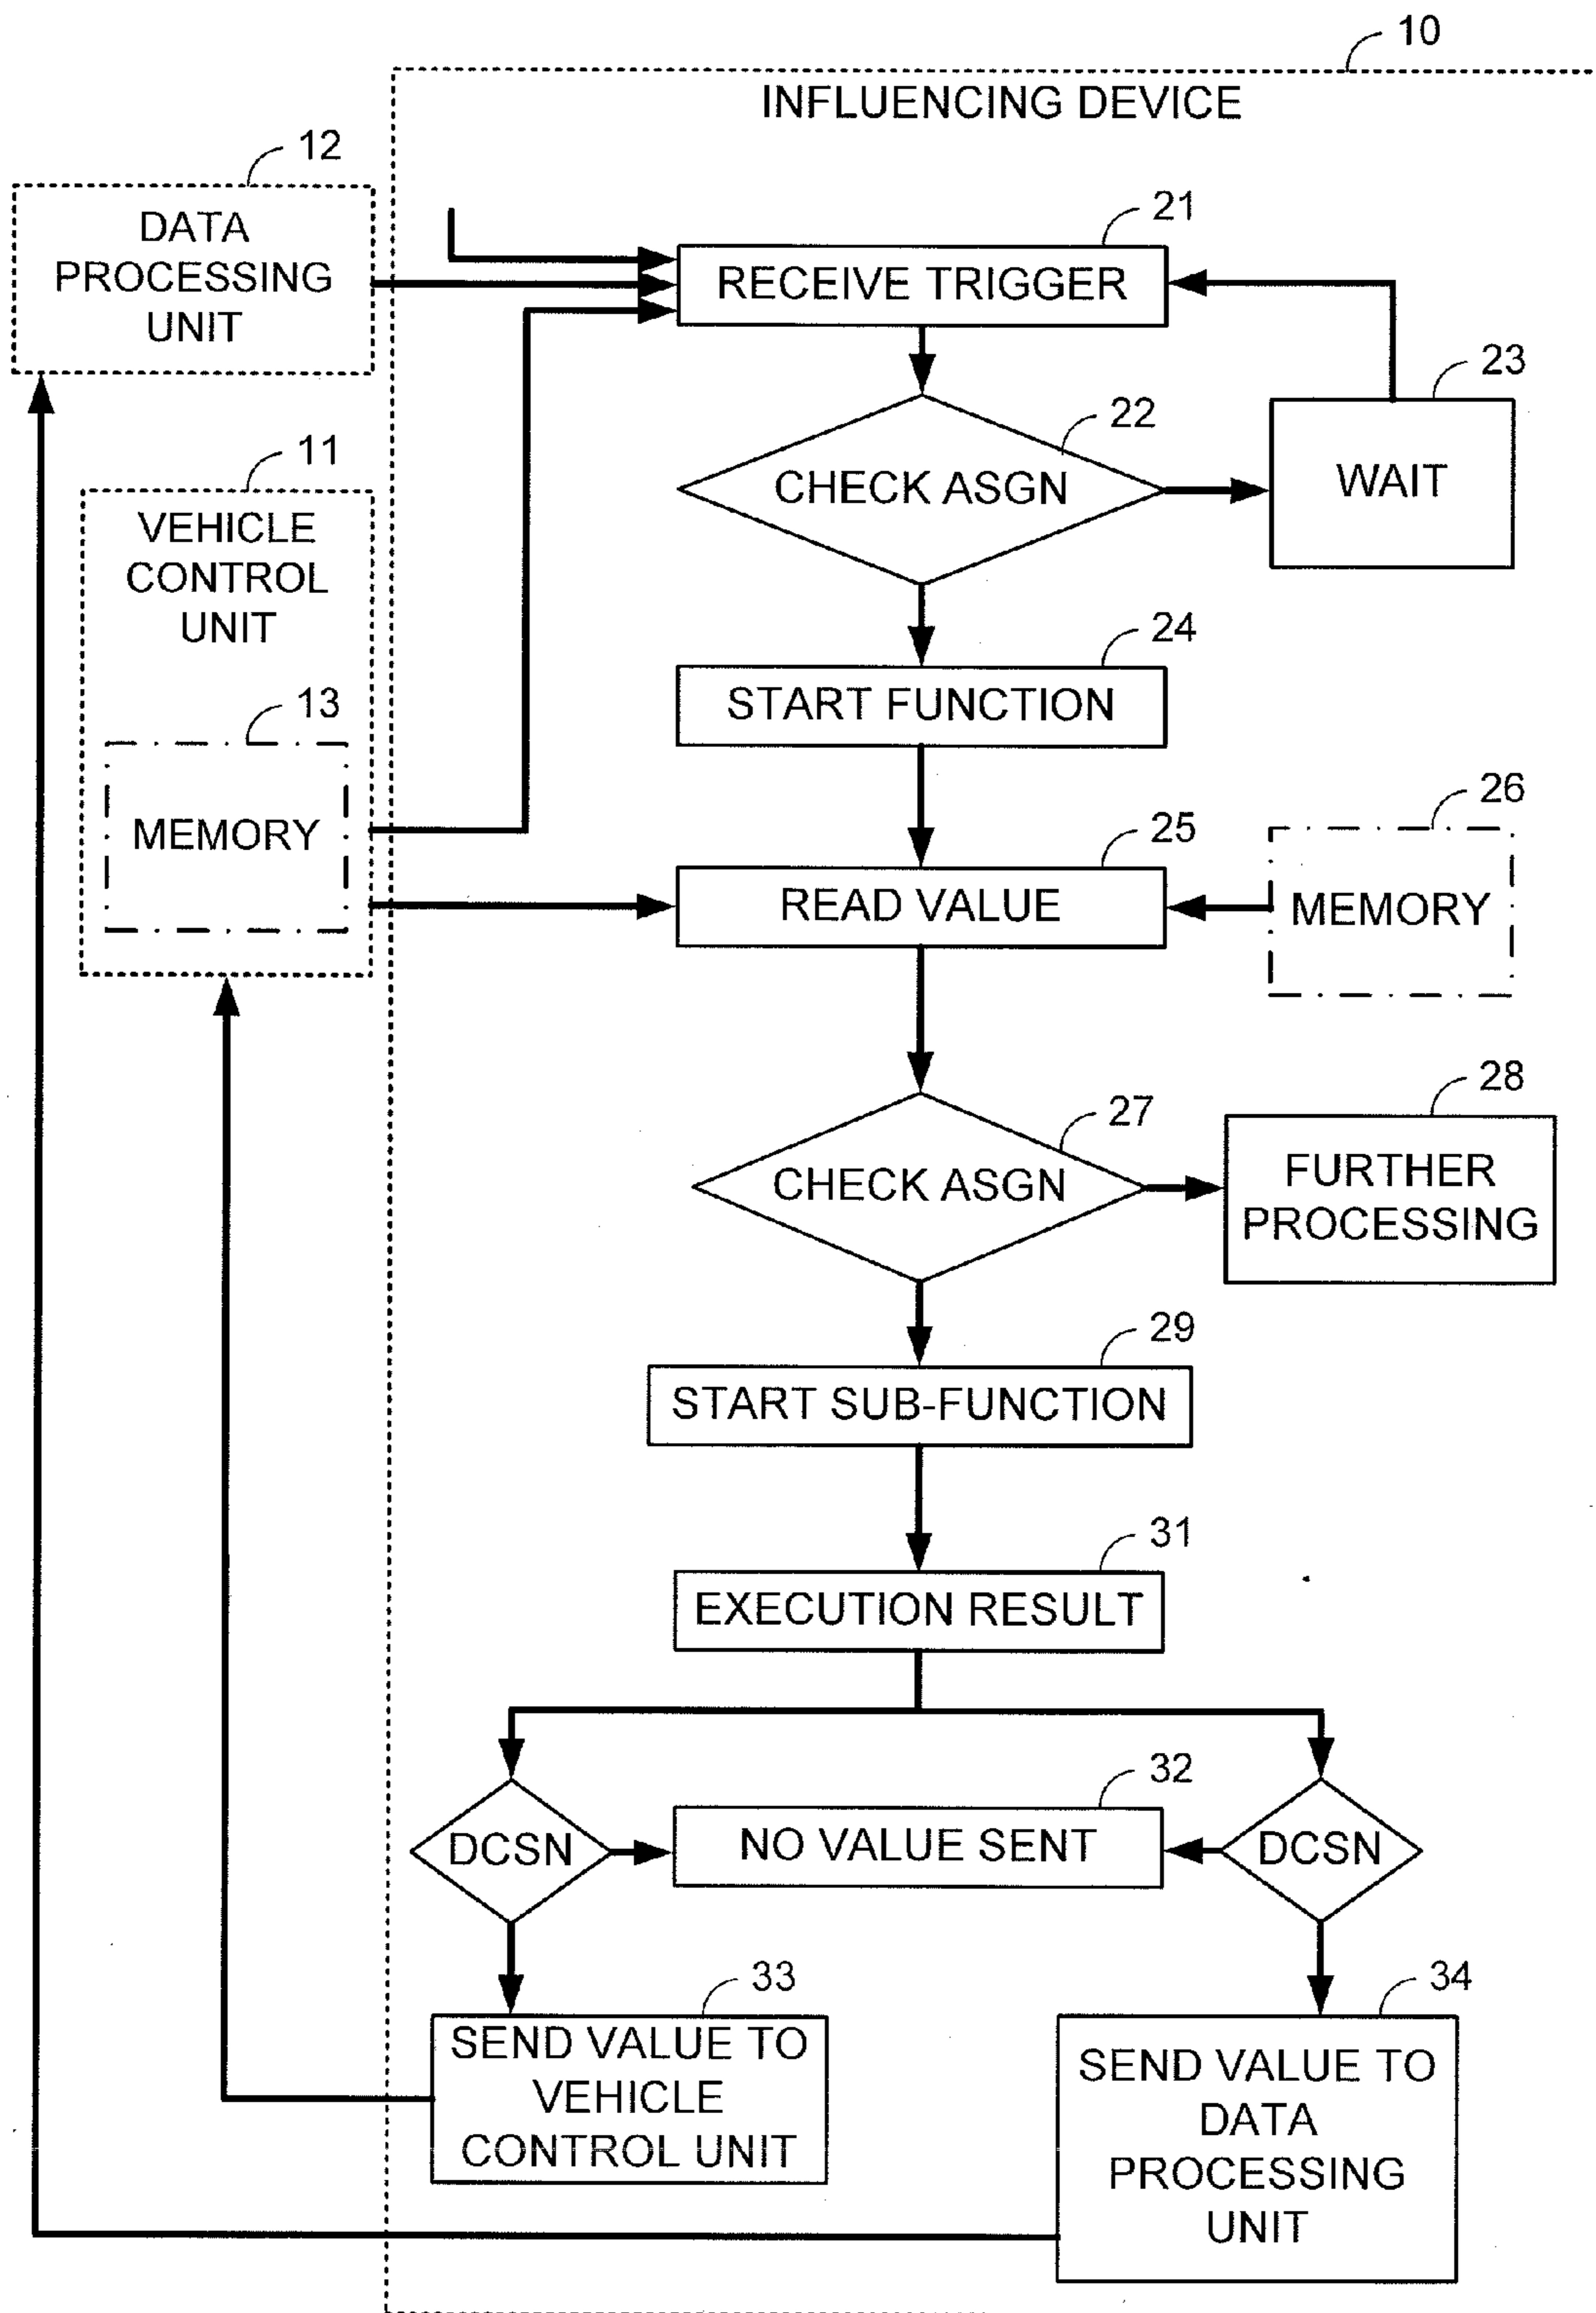 10
INFLUENCING DEVICE
12
DATA
PROCESSING
UNIT
21
RECEIVE TRIGGER
23
WAIT
22
CHECK ASGN
11
VEHICLE
CONTROL
UNIT
13
MEMORY
24
START FUNCTION
25
READ VALUE
26
MEMORY
27
CHECK ASGN
28
FURTHER
PROCESSING
29
START SUB-FUNCTION
31
EXECUTION RESULT
32
DCSN
NO VALUE SENT
DCSN
33
SEND VALUE TO
VEHICLE
CONTROL UNIT
34
SEND VALUE TO
DATA
PROCESSING
UNIT